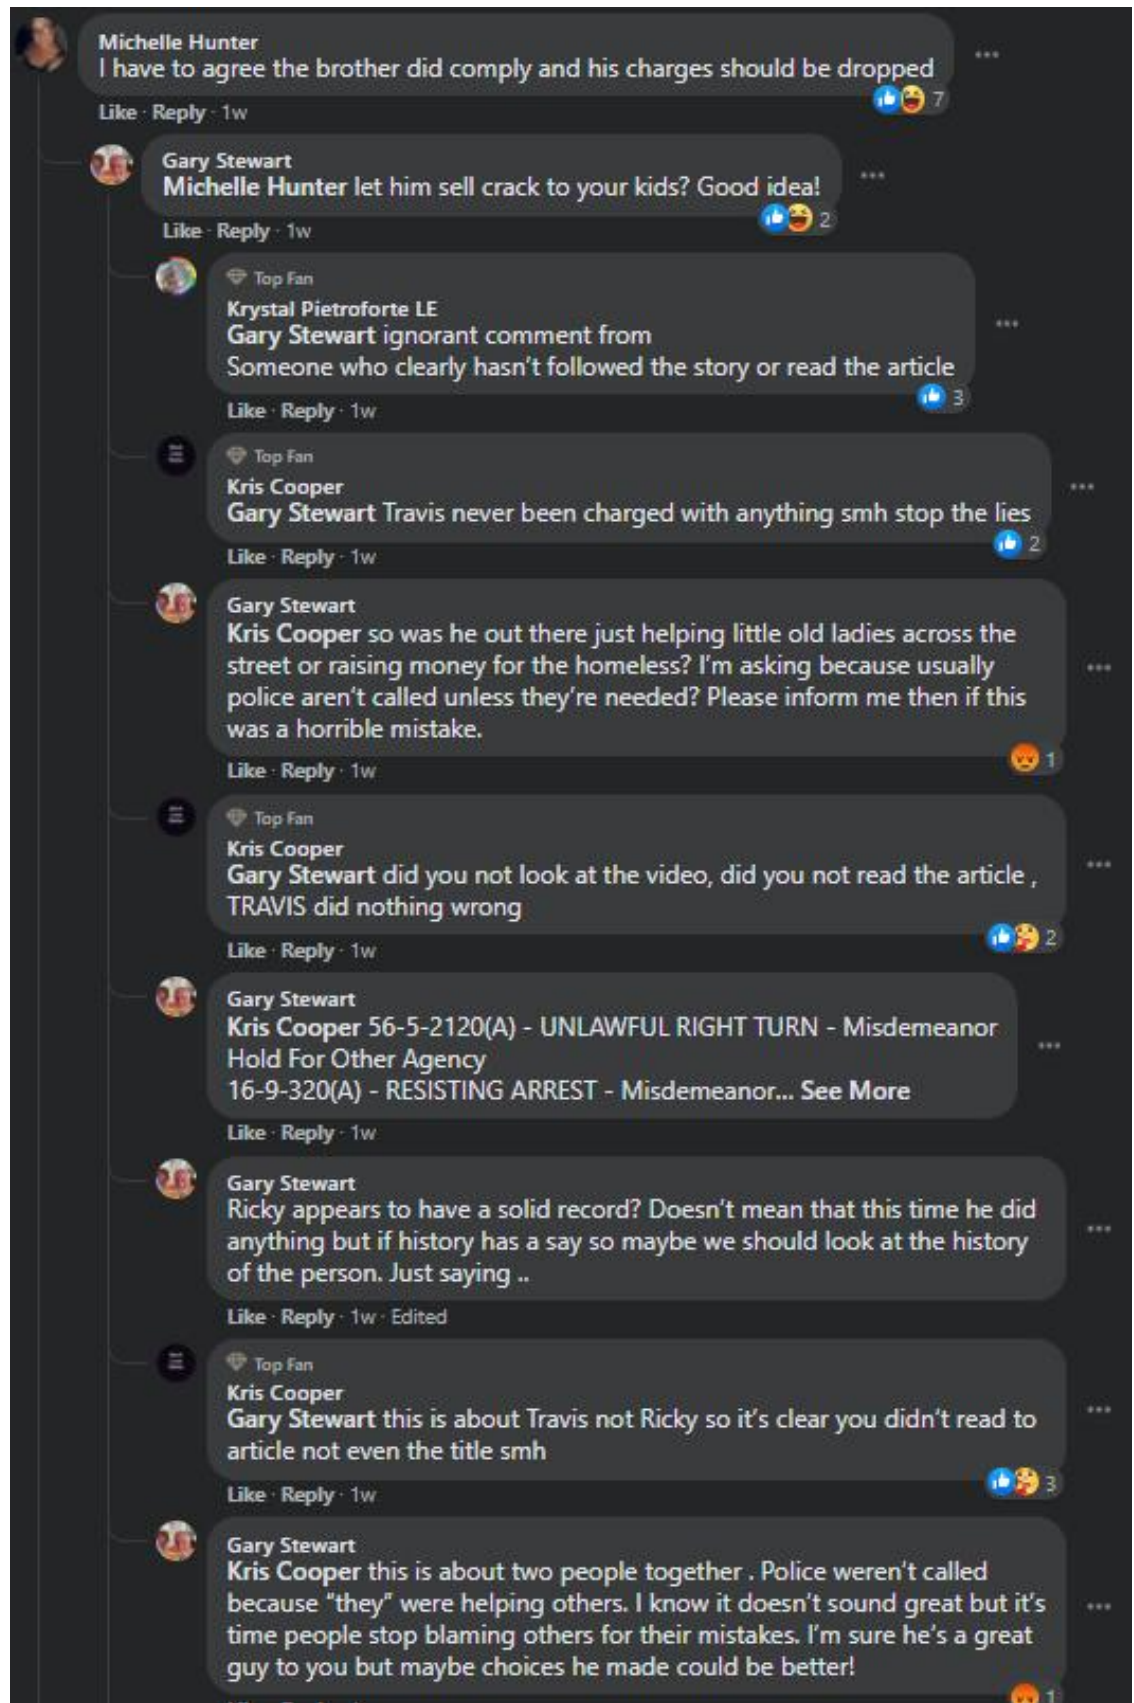 Michelle Hunter
I have to agree the brother did comply and his charges should be dropped
7
Like · Reply · 1w
Gary Stewart
Michelle Hunter let him sell crack to your kids? Good idea!
2
Like · Reply · 1w
Top Fan
Krystal Pietroforte LE
Gary Stewart ignorant comment from
Someone who clearly hasn't followed the story or read the article
3
Like · Reply · 1w
Top Fan
Kris Cooper
Gary Stewart Travis never been charged with anything smh stop the lies
2
Like · Reply · 1w
Gary Stewart
Kris Cooper so was he out there just helping little old ladies across the
street or raising money for the homeless? I'm asking because usually
police aren't called unless they're needed? Please inform me then if this
was a horrible mistake.
1
Like · Reply · 1w
Top Fan
Kris Cooper
Gary Stewart did you not look at the video, did you not read the article ,
TRAVIS did nothing wrong
2
Like · Reply · 1w
Gary Stewart
Kris Cooper 56-5-2120(A) - UNLAWFUL RIGHT TURN - Misdemeanor
Hold For Other Agency
16-9-320(A) - RESISTING ARREST - Misdemeanor... See More
Like · Reply · 1w
Gary Stewart
Ricky appears to have a solid record? Doesn't mean that this time he did
anything but if history has a say so maybe we should look at the history
of the person. Just saying ..
Like · Reply · 1w · Edited
Top Fan
Kris Cooper
Gary Stewart this is about Travis not Ricky so it's clear you didn't read to
article not even the title smh
3
Like · Reply · 1w
Gary Stewart
Kris Cooper this is about two people together . Police weren't called
because "they" were helping others. I know it doesn't sound great but it's
time people stop blaming others for their mistakes. I'm sure he's a great
guy to you but maybe choices he made could be better!
1